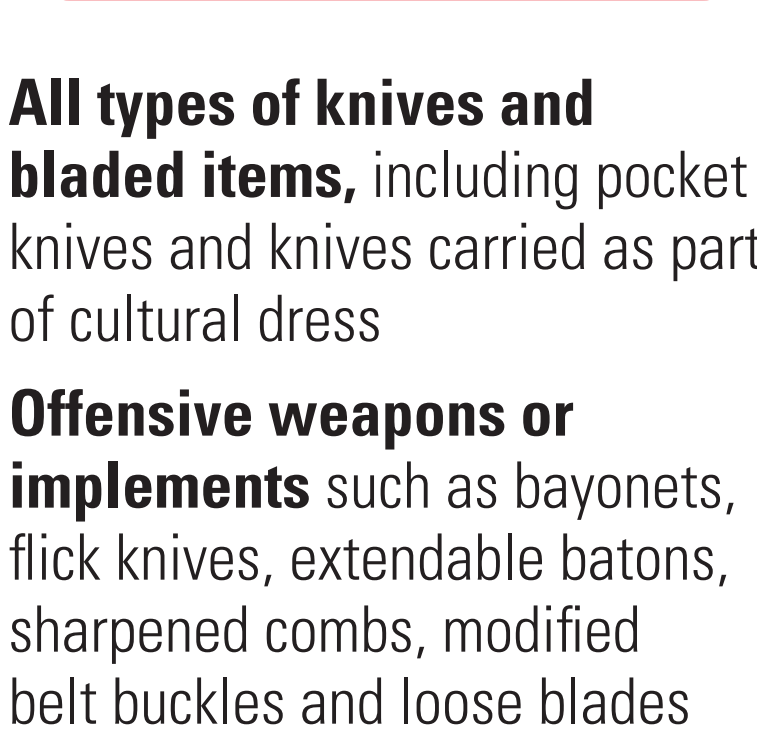 All types of knives and
bladed items, including pocket
knives and knives carried as part
of cultural dress
Offensive weapons or
implements such as bayonets,
flick knives, extendable batons,
sharpened combs, modified
belt buckles and loose blades